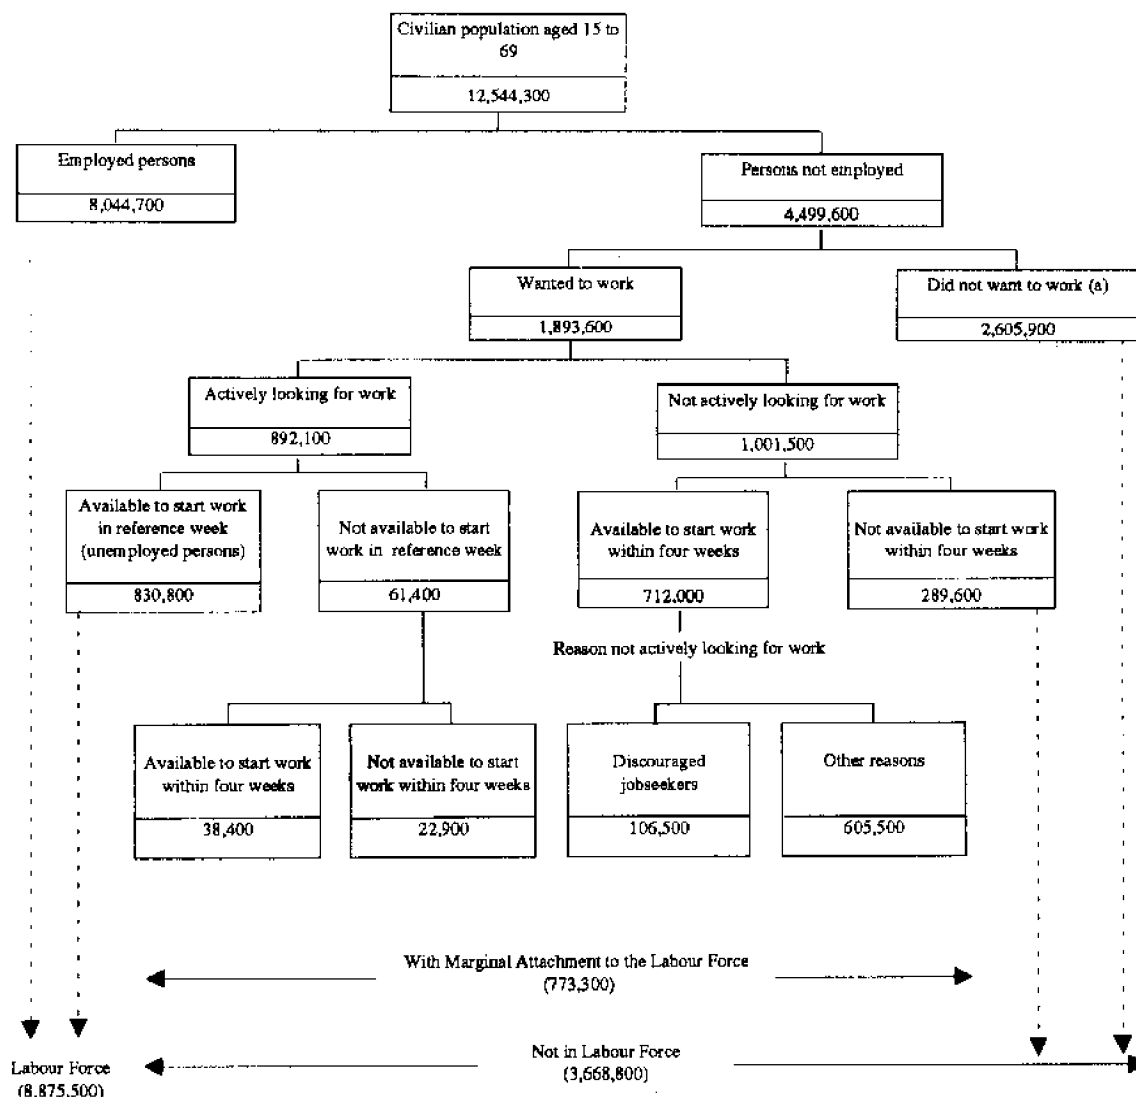 Civilian population aged 15 to
69
12,544,300
Employed persons
8,044,700
Persons not employed
4,499,600
Wanted to work
1,893,600
Did not want to work (a)
2,605,900
Actively looking for work
892,100
Not actively looking for work
1,001,500
Available to start work
in reference week
(unemployed persons)
830,800
Not available to start
work in reference week
61,400
Available to start work
within four weeks
712,000
Not available to start work
within four weeks
289,600
Reason not actively looking for work
Available to start work
within four weeks
38,400
Not available to start
work within four weeks
22,900
Discouraged
jobseekers
106,500
Other reasons
605,500
With Marginal Attachment to the Labour Force
(773,300)
Labour Force
(8,875,500)
Not in Labour Force
(3,668,800)